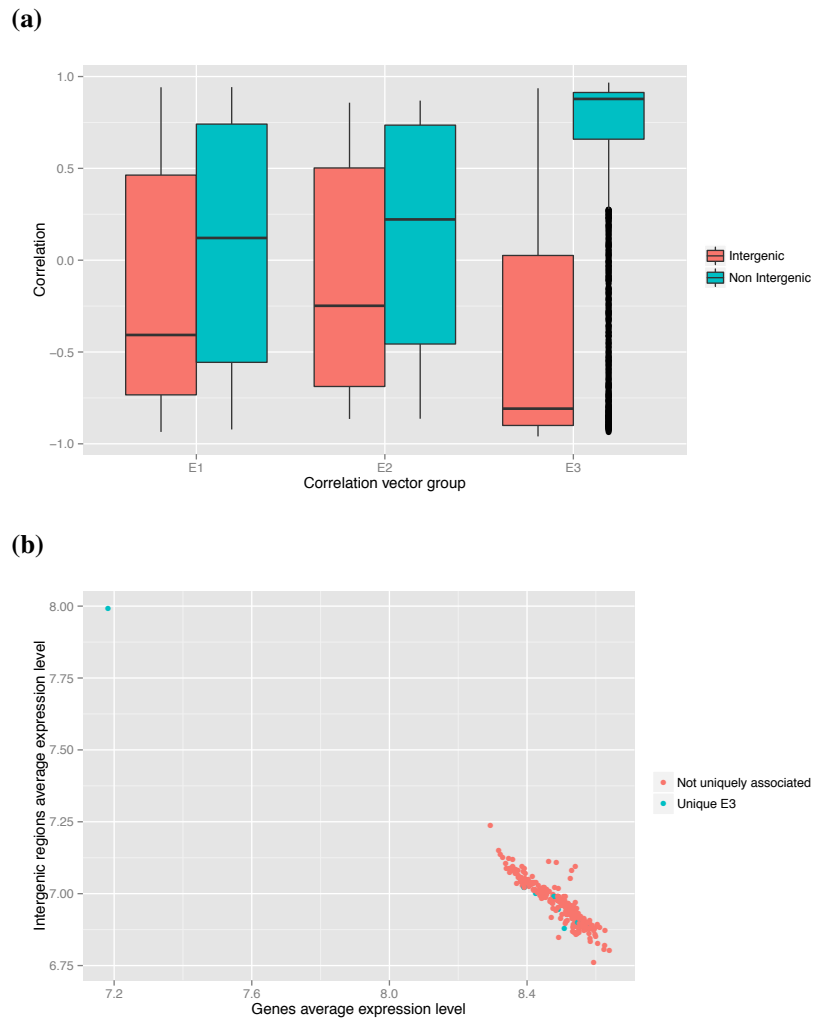 (a)
1.0
0.5
0.0
−0.5
−1.0
Correlation
E1
E2
E3
Correlation vector group
Intergenic
Non Intergenic
(b)
8.00
7.75
7.50
7.25
7.00
6.75
Intergenic regions average expression level
7.2
7.6
8.0
8.4
Genes average expression level
Not uniquely associated
Unique E3